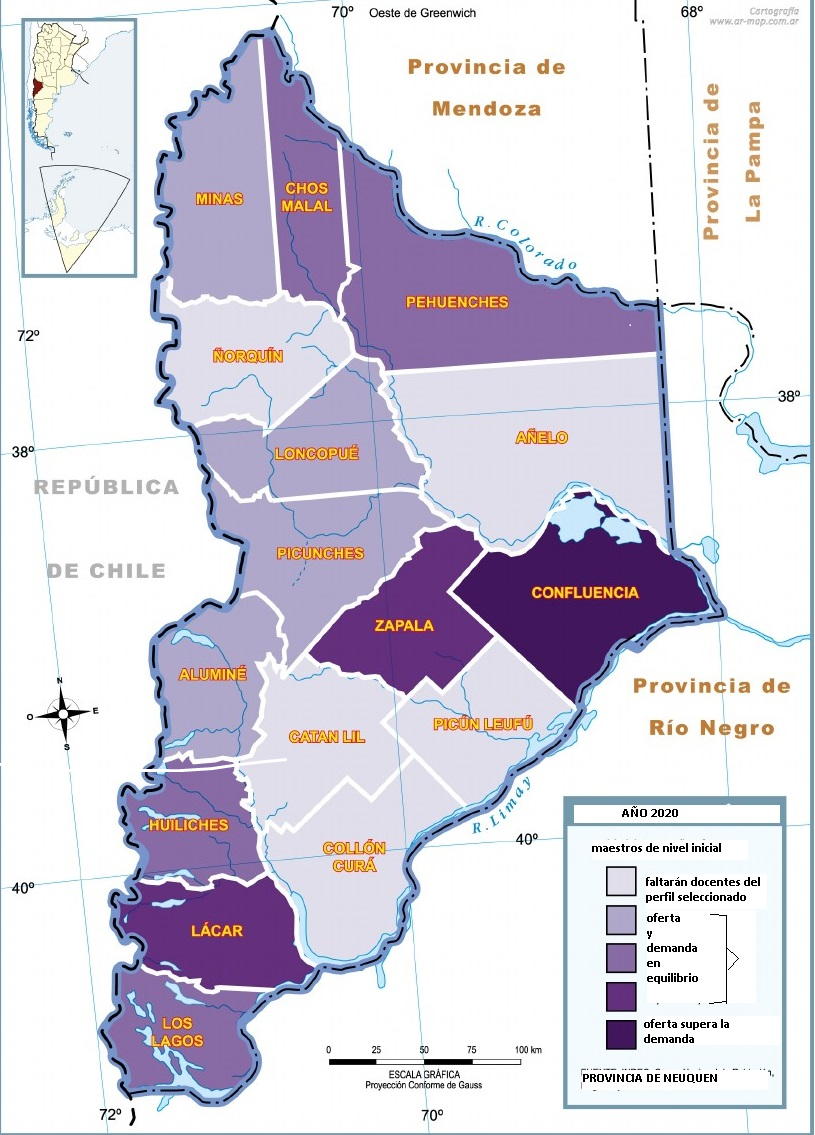 70º
Oeste de Greenwich
68º
Cartografía
www.ar-map.com.ar
Provincia de
Mendoza
Provincia de
La Pampa
MINAS
CHOS
MALAL
R. Colorado
PEHUENCHES
72º
ÑORQUÍN
38º
38º
AÑELO
LONCOPUÉ
REPÚBLICA
DE CHILE
PICUNCHES
CONFLUENCIA
ZAPALA
ALUMINÉ
N
O
E
S
Provincia de
Río Negro
CATAN LIL
PICÚN LEUFÚ
R. Limay
HUILICHES
40º
COLLÓN
CURÁ
40º
LÁCAR
LOS
LAGOS
AÑO 2020
maestros de nivel inicial
faltarán docentes del
perfil seleccionado
oferta
y
demanda
en
equilibrio
oferta supera la
demanda
PROVINCIA DE NEUQUEN
0 25 50 75 100 km
ESCALA GRÁFICA
Proyección Conforme de Gauss
72º
70º